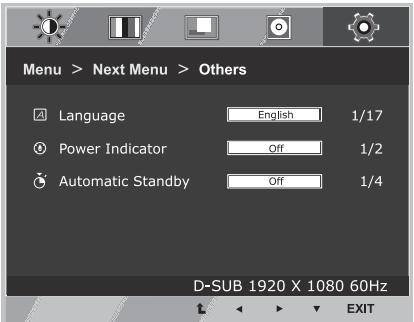 Menu > Next Menu > Others
Language English 1/17
Power Indicator Off 1/2
Automatic Standby Off 1/4
D-SUB 1920 X 1080 60Hz
EXIT